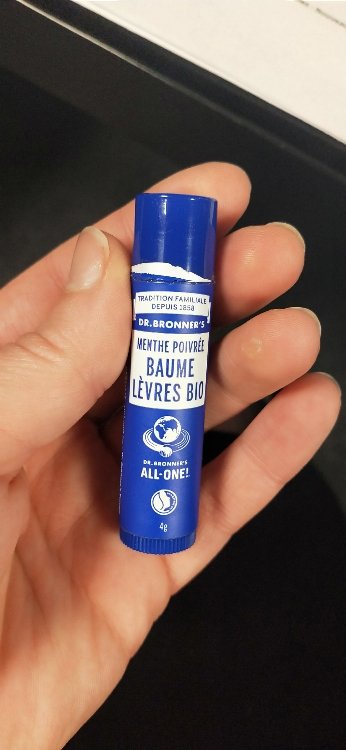 TRADITION FAMILIALE
DEPUIS 1858
DR.BRONNER'S
MENTHE POIVRÉE
BAUME
LÈVRES BIO
DR.BRONNER'S
ALL-ONE!
4g